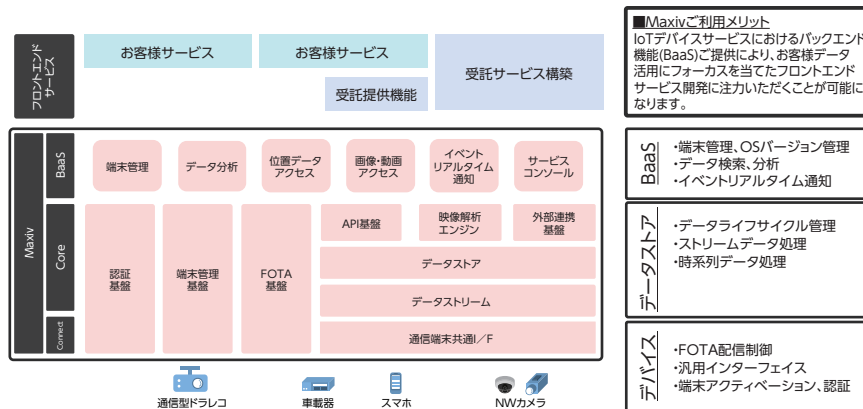 フロントエンド
サービス
お客様サービス
お客様サービス
受託提供機能
受託サービス構築
Maxiv
BaaS
端末管理
データ分析
位置データ
アクセス
画像・動画
アクセス
イベント
リアルタイム
通知
サービス
コンソール
Core
認証
基盤
端末管理
基盤
FOTA
基盤
API基盤
映像解析
エンジン
外部連携
基盤
データストア
データストリーム
Connect
通信端末共通I/F
通信型ドラレコ
車載器
スマホ
NWカメラ
■Maxivご利用メリット
IoTデバイスサービスにおけるバックエンド
機能(BaaS)ご提供により、お客様データ
活用にフォーカスを当てたフロントエンド
サービス開発に注力いただくことが可能に
なります。
BaaS
・端末管理、OSバージョン管理
・データ検索、分析
・イベントリアルタイム通知
データストア
・データライフサイクル管理
・ストリームデータ処理
・時系列データ処理
デバイス
・FOTA配信制御
・汎用インターフェイス
・端末アクティベーション、認証